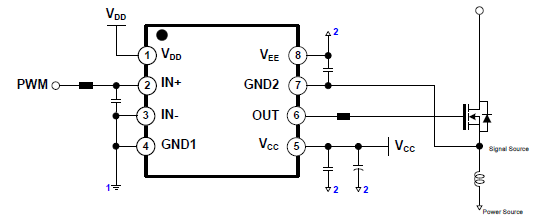 VDD
1 VDD
VEE 8
2
PWM
2 IN+
GND2 7
3 IN-
OUT 6
4 GND1
VCC 5
VCC
Signal Source
1
2
2
Power Source